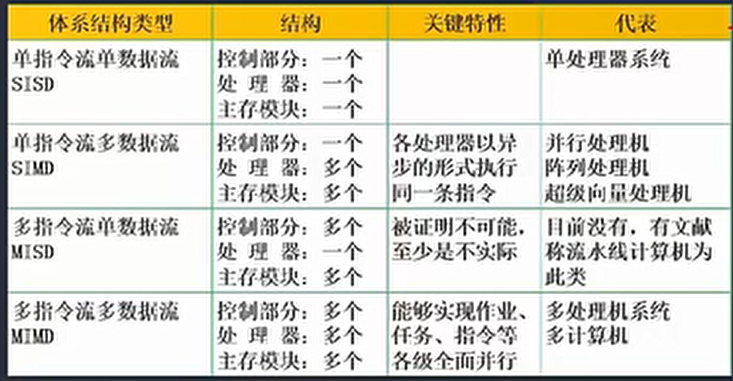 体系结构类型 结构 关键特性 代表
单指令流单数据流 控制部分：一个 单处理器系统
SISD 处 理 器：一个
主存模块：一个
单指令流多数据流 控制部分：一个 各处理器以异 并行处理机
SIMD 处 理 器：多个 步的形式执行 阵列处理机
主存模块：多个 同一条指令 超级向量处理机
多指令流单数据流 控制部分：多个 被证明不可能， 目前没有，有文献
MISD 处 理 器：一个 至少是不实际 称流水线计算机为
主存模块：多个 此类
多指令流多数据流 控制部分：多个 能够实现作业、 多处理机系统
MIMD 处 理 器：多个 任务、指令等 多计算机
主存模块：多个 各级全面并行